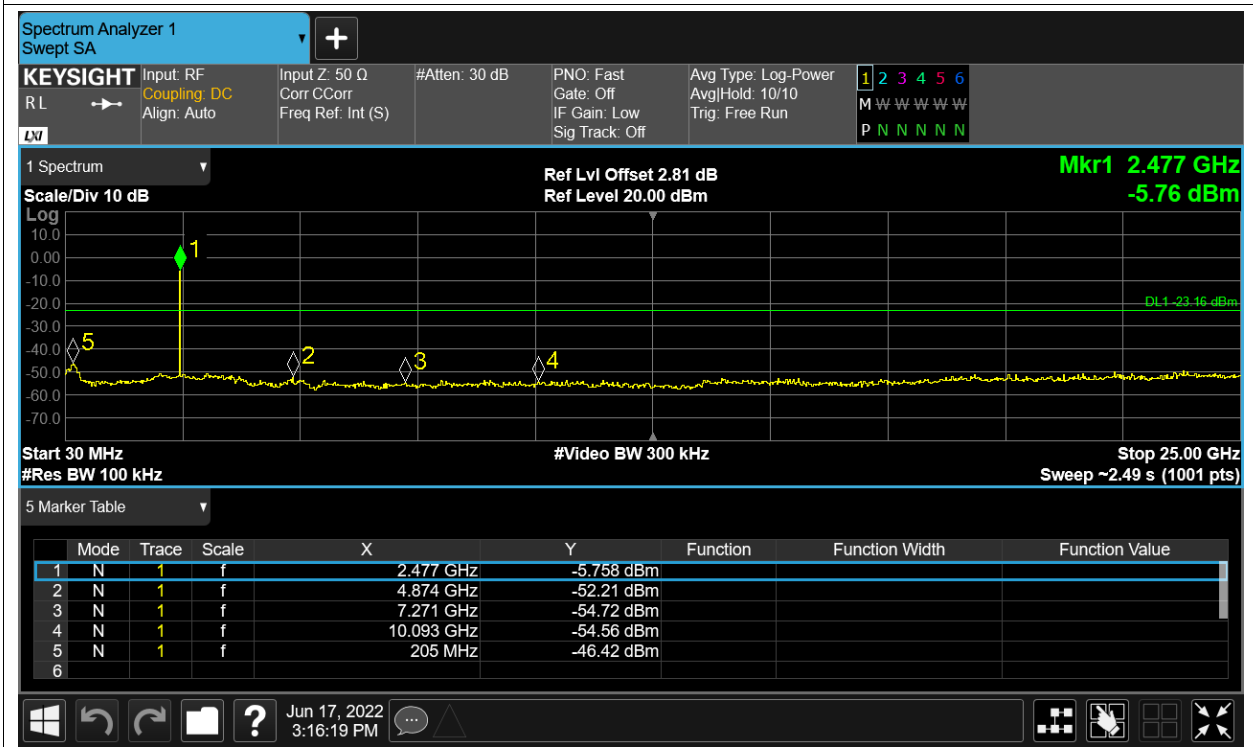 Spectrum Analyzer 1
Swept SA
+
KEYSIGHT Input: RF Input Z: 50 Ω #Atten: 30 dB PNO: Fast Avg Type: Log-Power 1 2 3 4 5 6
R L Coupling: DC Corr CCorr Gate: Off Avg|Hold: 10/10 M W W W W W
Align: Auto Freq Ref: Int (S) IF Gain: Low Trig: Free Run
LXI Sig Track: Off P N N N N N
1 Spectrum Ref Lvl Offset 2.81 dB Mkr1 2.477 GHz
Scale/Div 10 dB Ref Level 20.00 dBm -5.76 dBm
Log
10.0
1
0.00
-10.0
-20.0 DL1 -23.16 dBm
-30.0
5
-40.0 2 3 4
-50.0
-60.0
-70.0
Start 30 MHz #Video BW 300 kHz Stop 25.00 GHz
#Res BW 100 kHz Sweep ~2.49 s (1001 pts)
5 Marker Table
Mode Trace Scale X Y Function Function Width Function Value
1 N 1 f 2.477 GHz -5.758 dBm
2 N 1 f 4.874 GHz -52.21 dBm
3 N 1 f 7.271 GHz -54.72 dBm
4 N 1 f 10.093 GHz -54.56 dBm
5 N 1 f 205 MHz -46.42 dBm
6
? Jun 17, 2022
3:16:19 PM